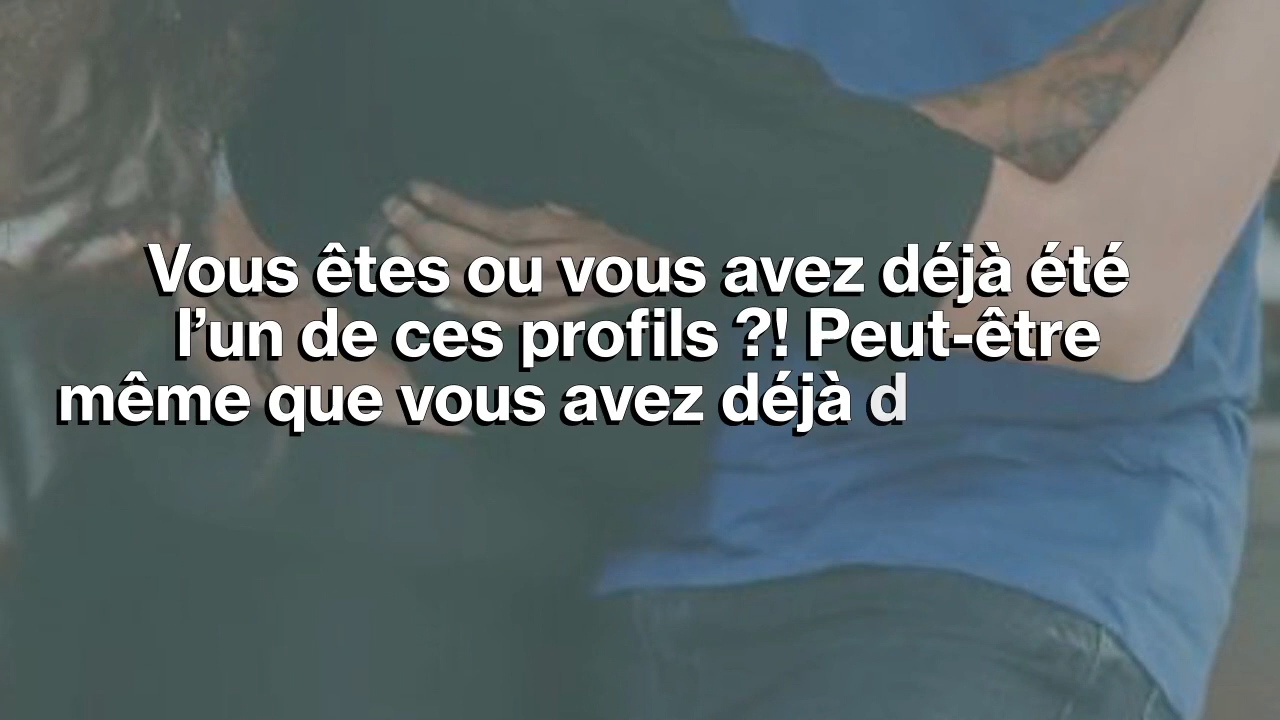 Vous êtes ou vous avez déjà été
l’un de ces profils ?! Peut-être
même que vous avez déjà d